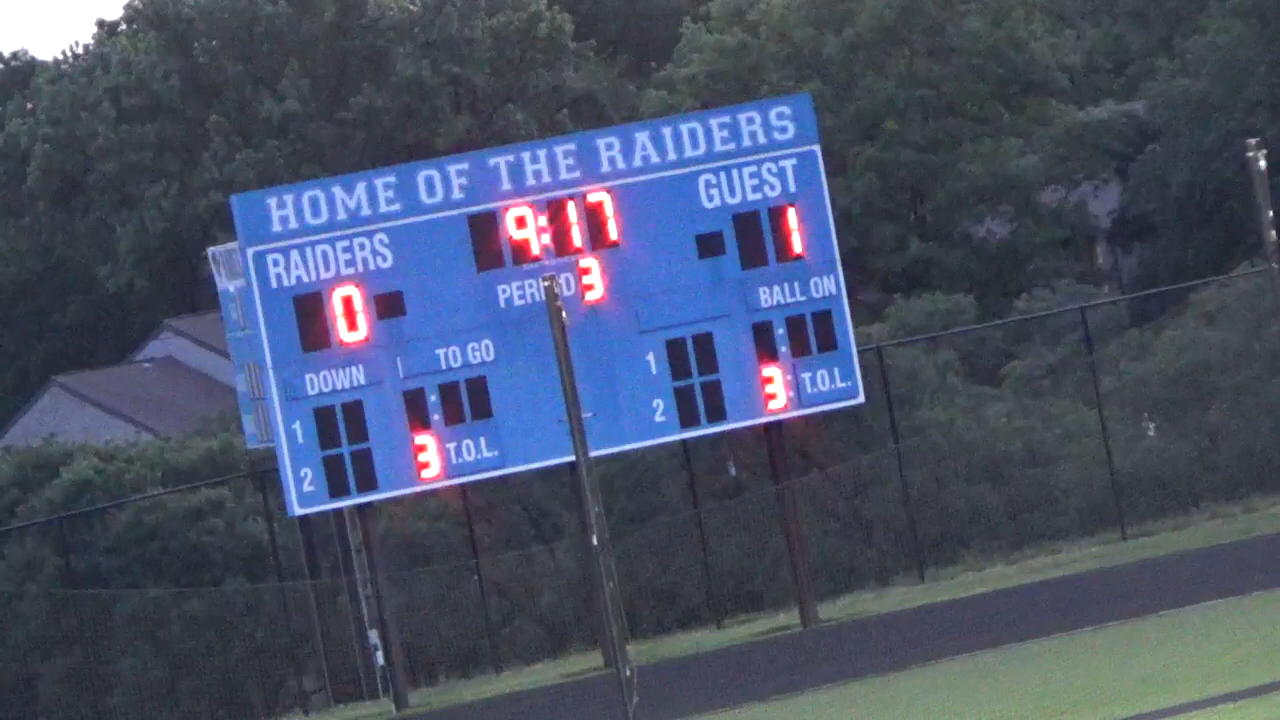 HOME OF THE RAIDERS
RAIDERS 9:17 GUEST
0 PERIOD 3 1
DOWN TO GO BALL ON
1 1
2 3 T.O.L. 2 3 T.O.L.